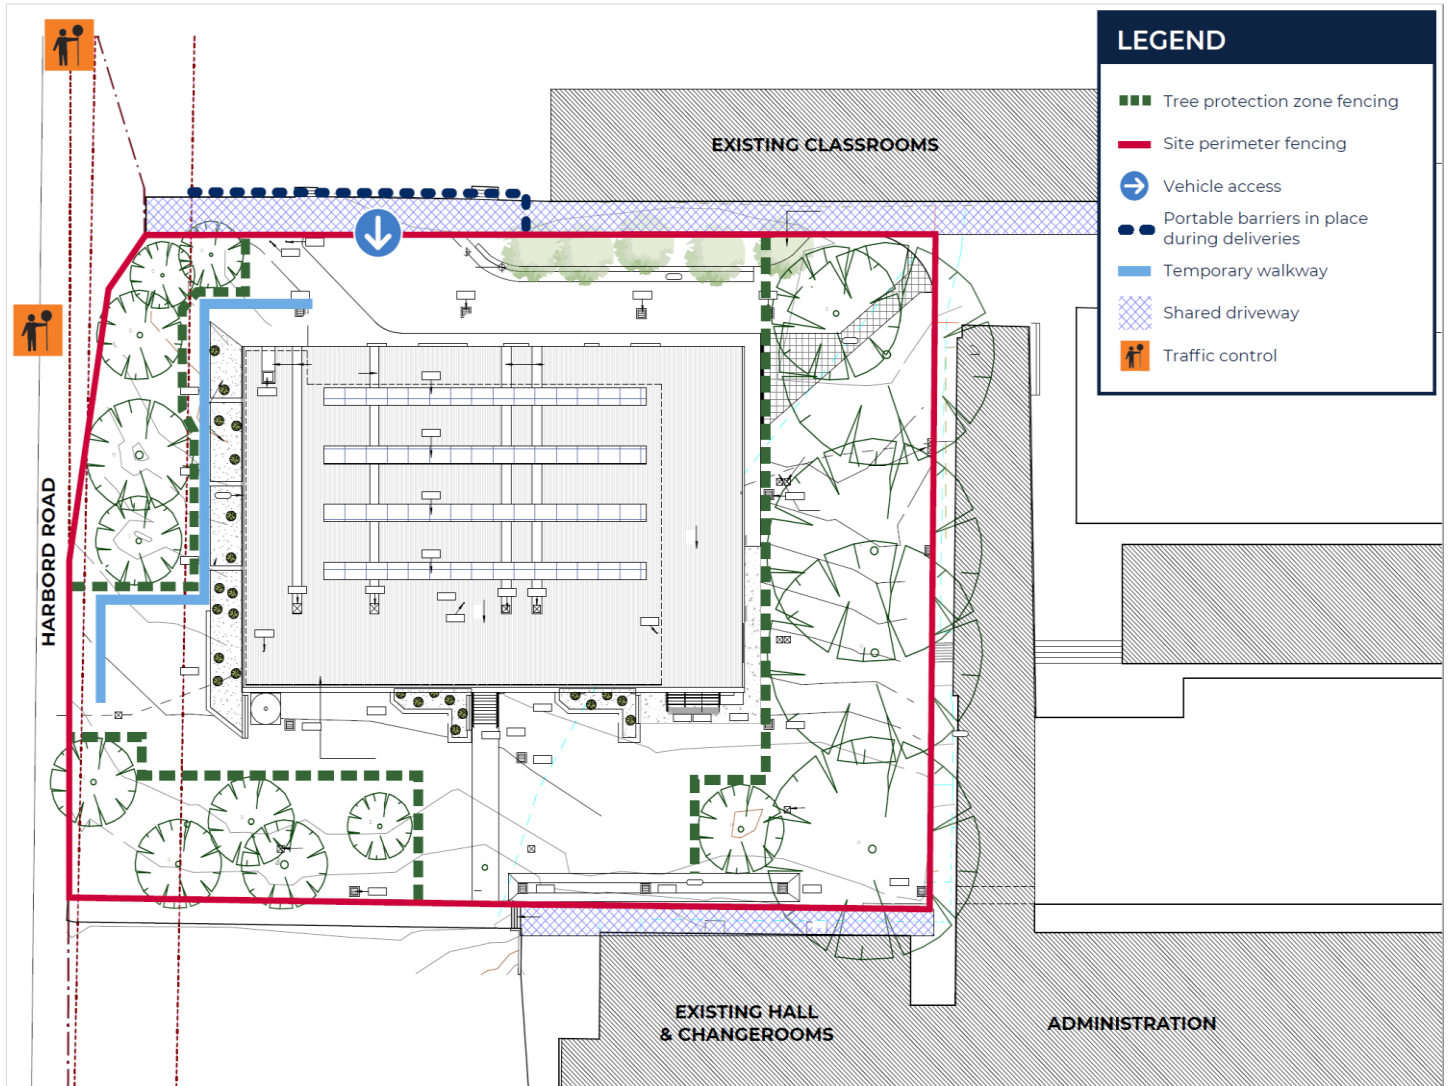 LEGEND
Tree protection zone fencing
Site perimeter fencing
Vehicle access
Portable barriers in place
during deliveries
Temporary walkway
Shared driveway
Traffic control
EXISTING CLASSROOMS
HARBORD ROAD
EXISTING HALL
& CHANGEROOMS
ADMINISTRATION